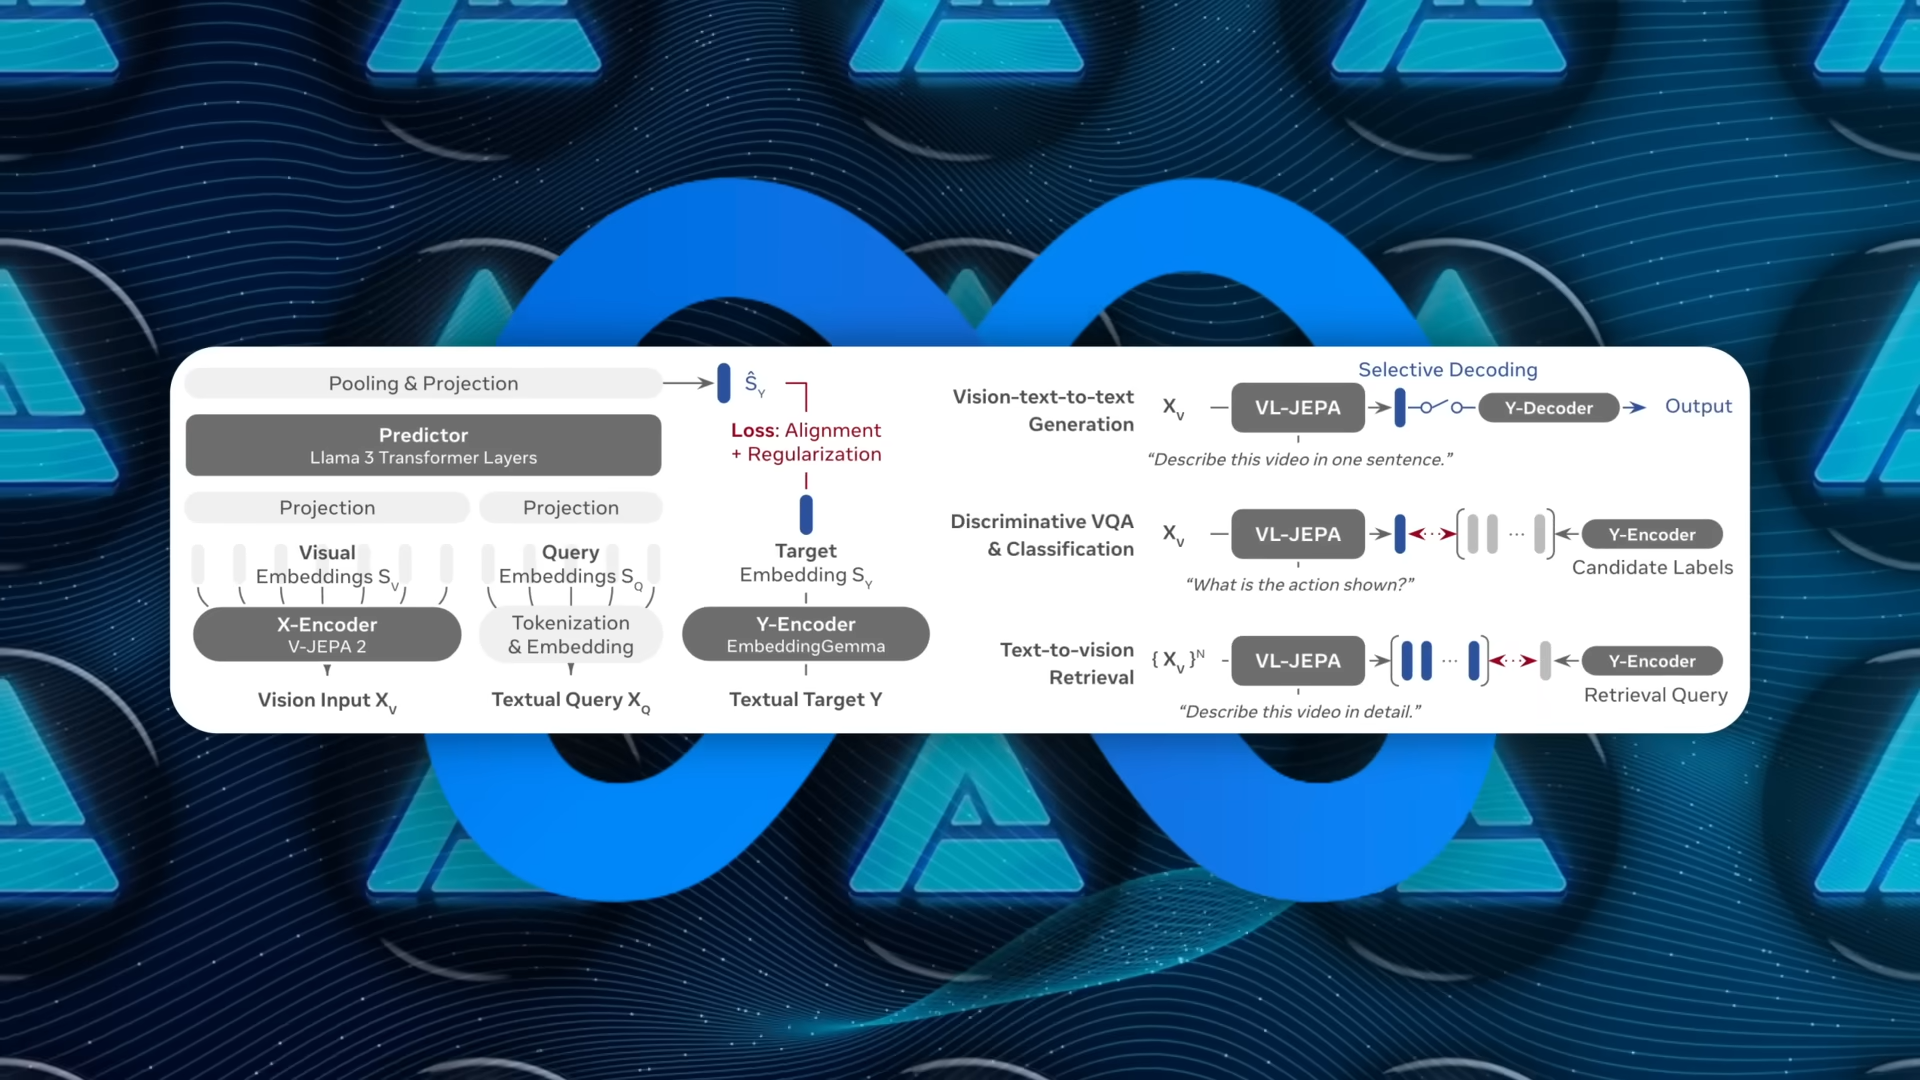 Pooling & Projection
Ŝ_Y
Predictor
Llama 3 Transformer Layers
Loss: Alignment
+ Regularization
Projection
Projection
Visual
Embeddings S_V
Query
Embeddings S_Q
Target
Embedding S_Y
X-Encoder
V-JEPA 2
Tokenization
& Embedding
Y-Encoder
EmbeddingGemma
Vision Input X_V
Textual Query X_Q
Textual Target Y
Selective Decoding
Vision-text-to-text
Generation
X_V
VL-JEPA
Y-Decoder
Output
“Describe this video in one sentence.”
Discriminative VQA
& Classification
X_V
VL-JEPA
...
Y-Encoder
Candidate Labels
“What is the action shown?”
Text-to-vision
Retrieval
{ X_V }^N
VL-JEPA
...
Y-Encoder
Retrieval Query
“Describe this video in detail.”